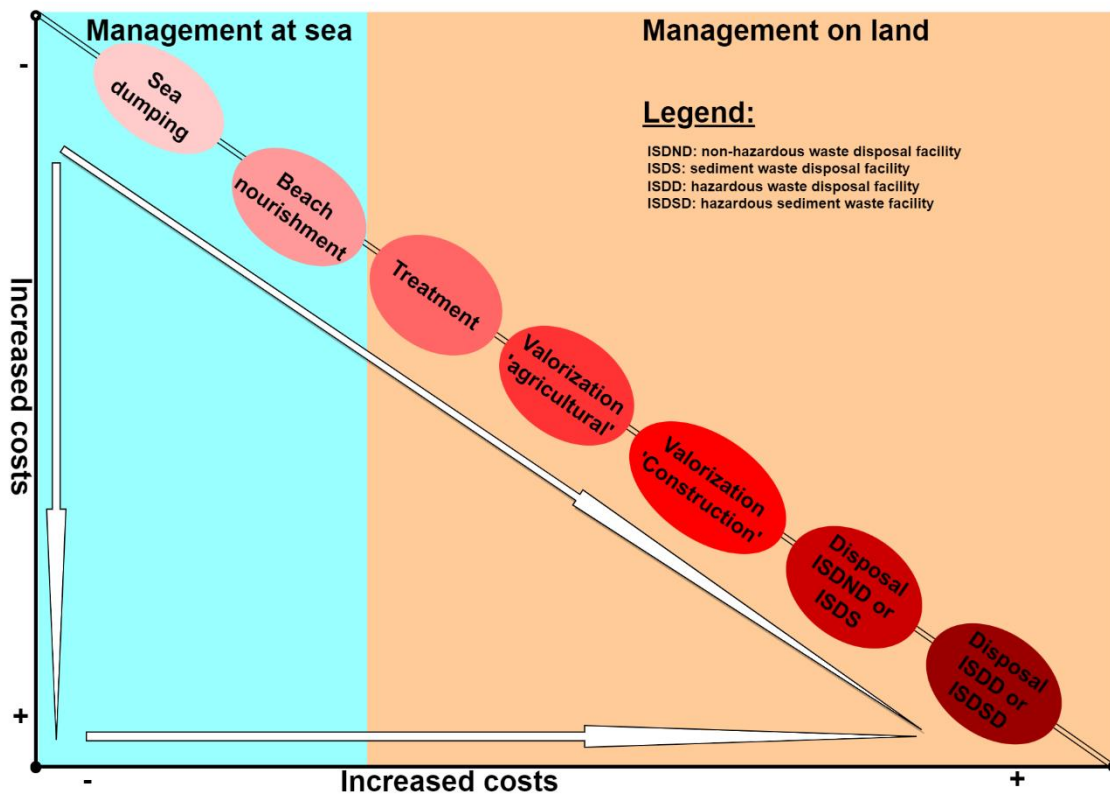 Management at sea
Management on land
-
Sea
dumping
Legend:
ISDND: non-hazardous waste disposal facility
ISDS: sediment waste disposal facility
ISDD: hazardous waste disposal facility
ISDSD: hazardous sediment waste facility
Beach
nourishment
Treatment
Increased costs
Valorization
'agricultural'
Valorization
'Construction'
Disposal
ISDND or
ISDS
Disposal
ISDD or
ISDSD
+
-
Increased costs
+